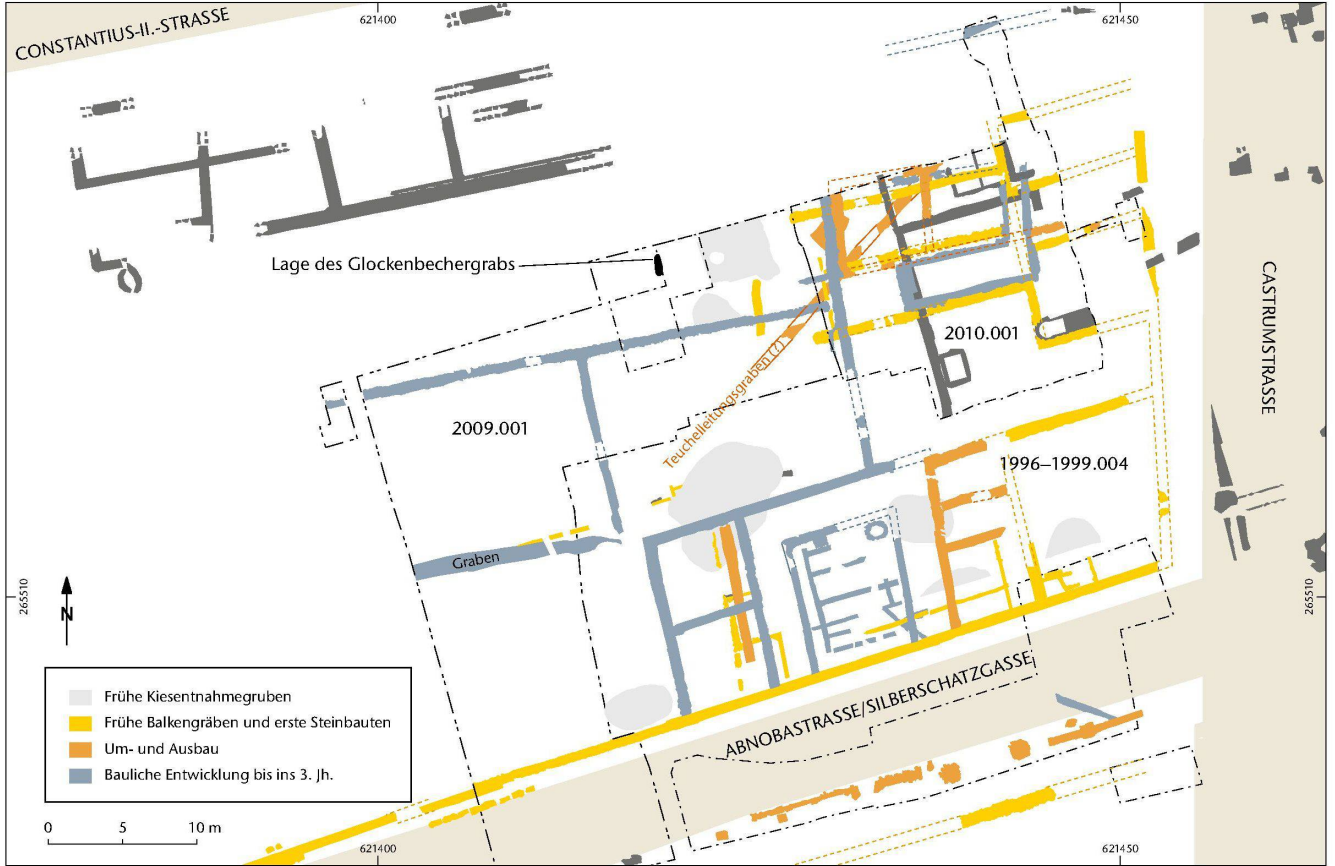 CONSTANTIUS-II.-STRASSE
621400
621450
Lage des Glockenbechergrabs
2010.001
CASTRUMSTRASSE
Teuchelleitungsgraben (?)
2009.001
1996–1999.004
Graben
265510
265510
N
ABNOBASTRASSE/SILBERSCHATZGASSE
Frühe Kiesentnahmegruben
Frühe Balkengräben und erste Steinbauten
Um- und Ausbau
Bauliche Entwicklung bis ins 3. Jh.
0 5 10 m
621400
621450